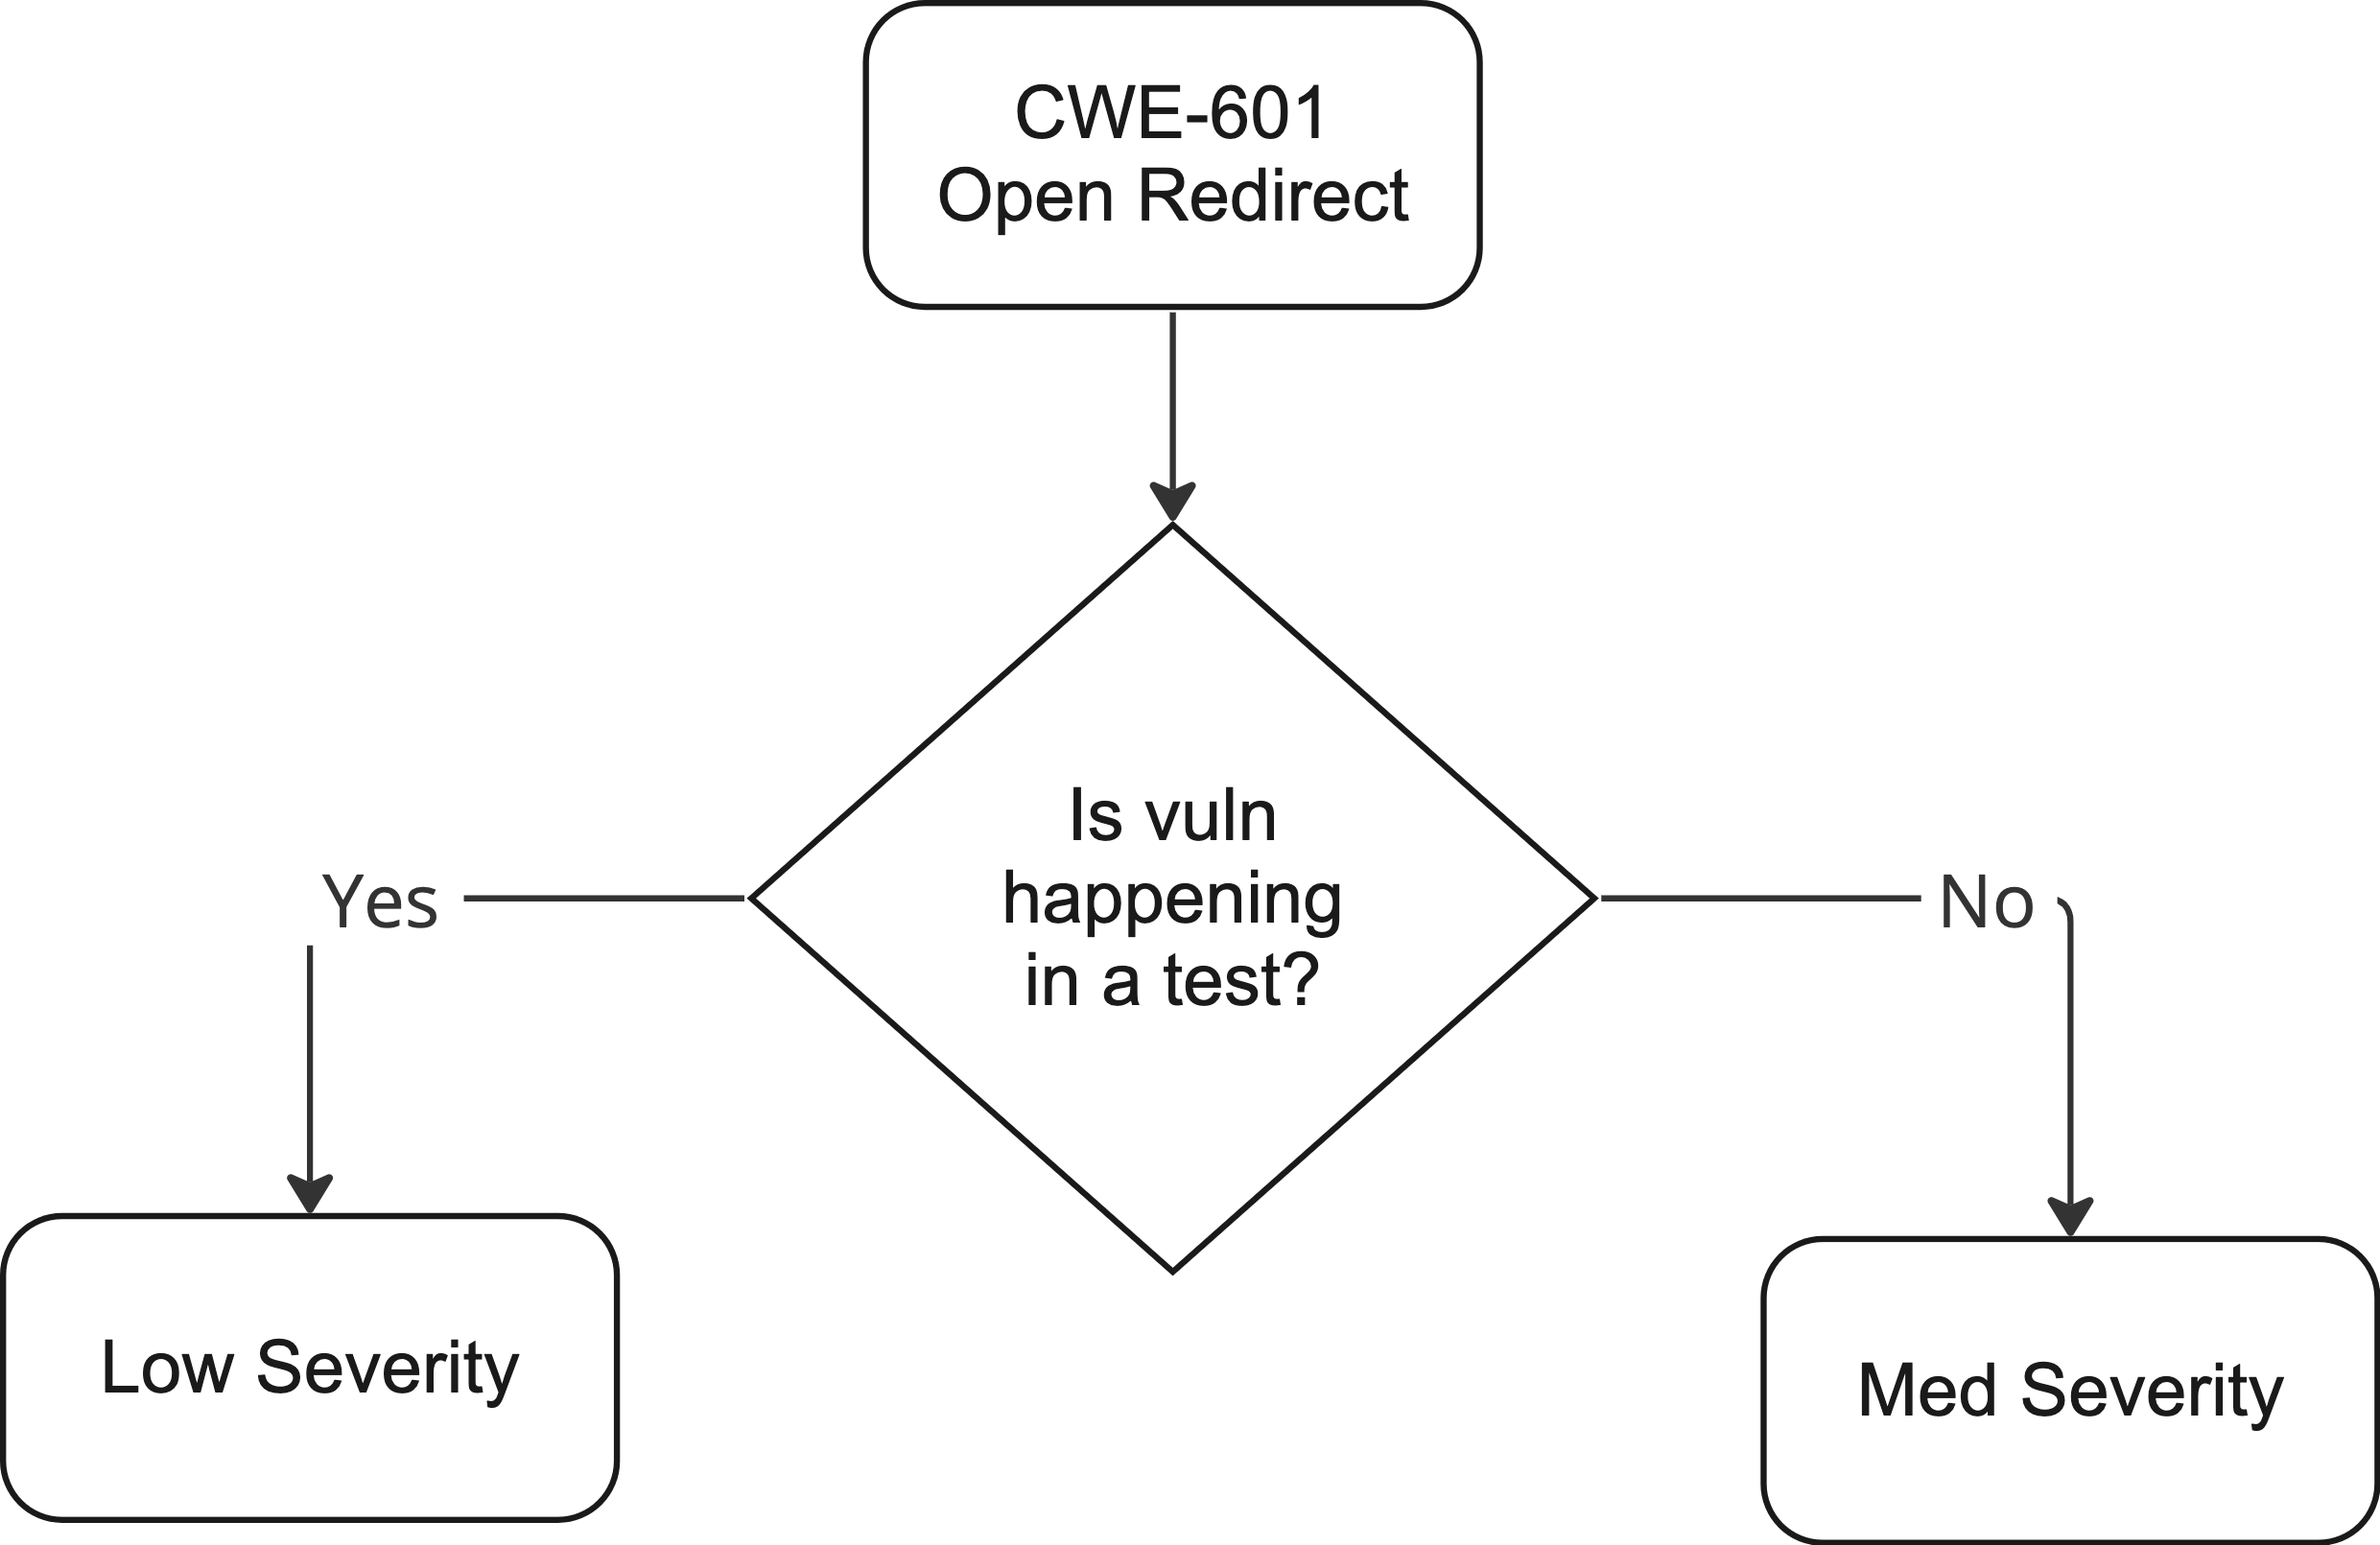 CWE-601
Open Redirect
Is vuln
happening
in a test?
Yes
No
Low Severity
Med Severity